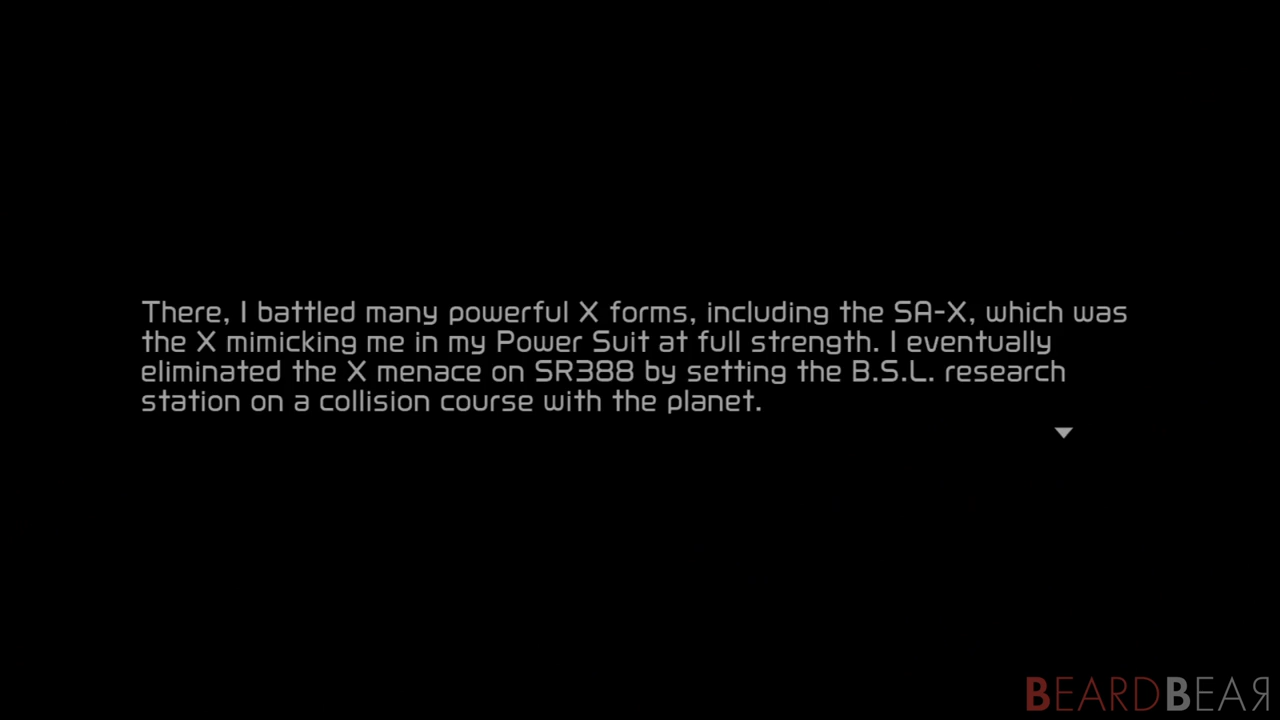 There, I battled many powerful X forms, including the SA-X, which was
the X mimicking me in my Power Suit at full strength. I eventually
eliminated the X menace on SR388 by setting the B.S.L. research
station on a collision course with the planet.
BEARDBEAЯ